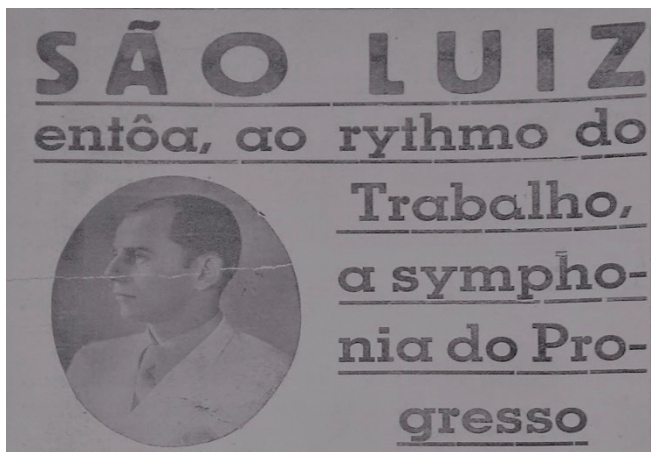 SÃO LUIZ
entôa, ao rythmo do
Trabalho,
a sympho-
nia do Pro-
gresso